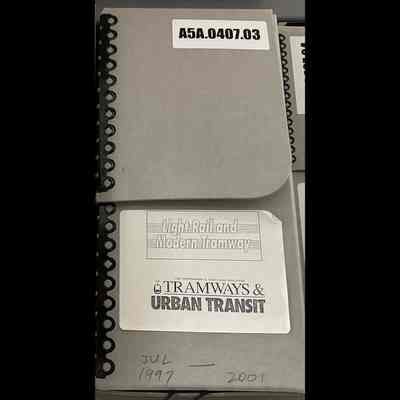 A5A.0407.03
Light Rail and
Modern Tramway
TRAMWAYS &
URBAN TRANSIT
JUL —
1997 2001